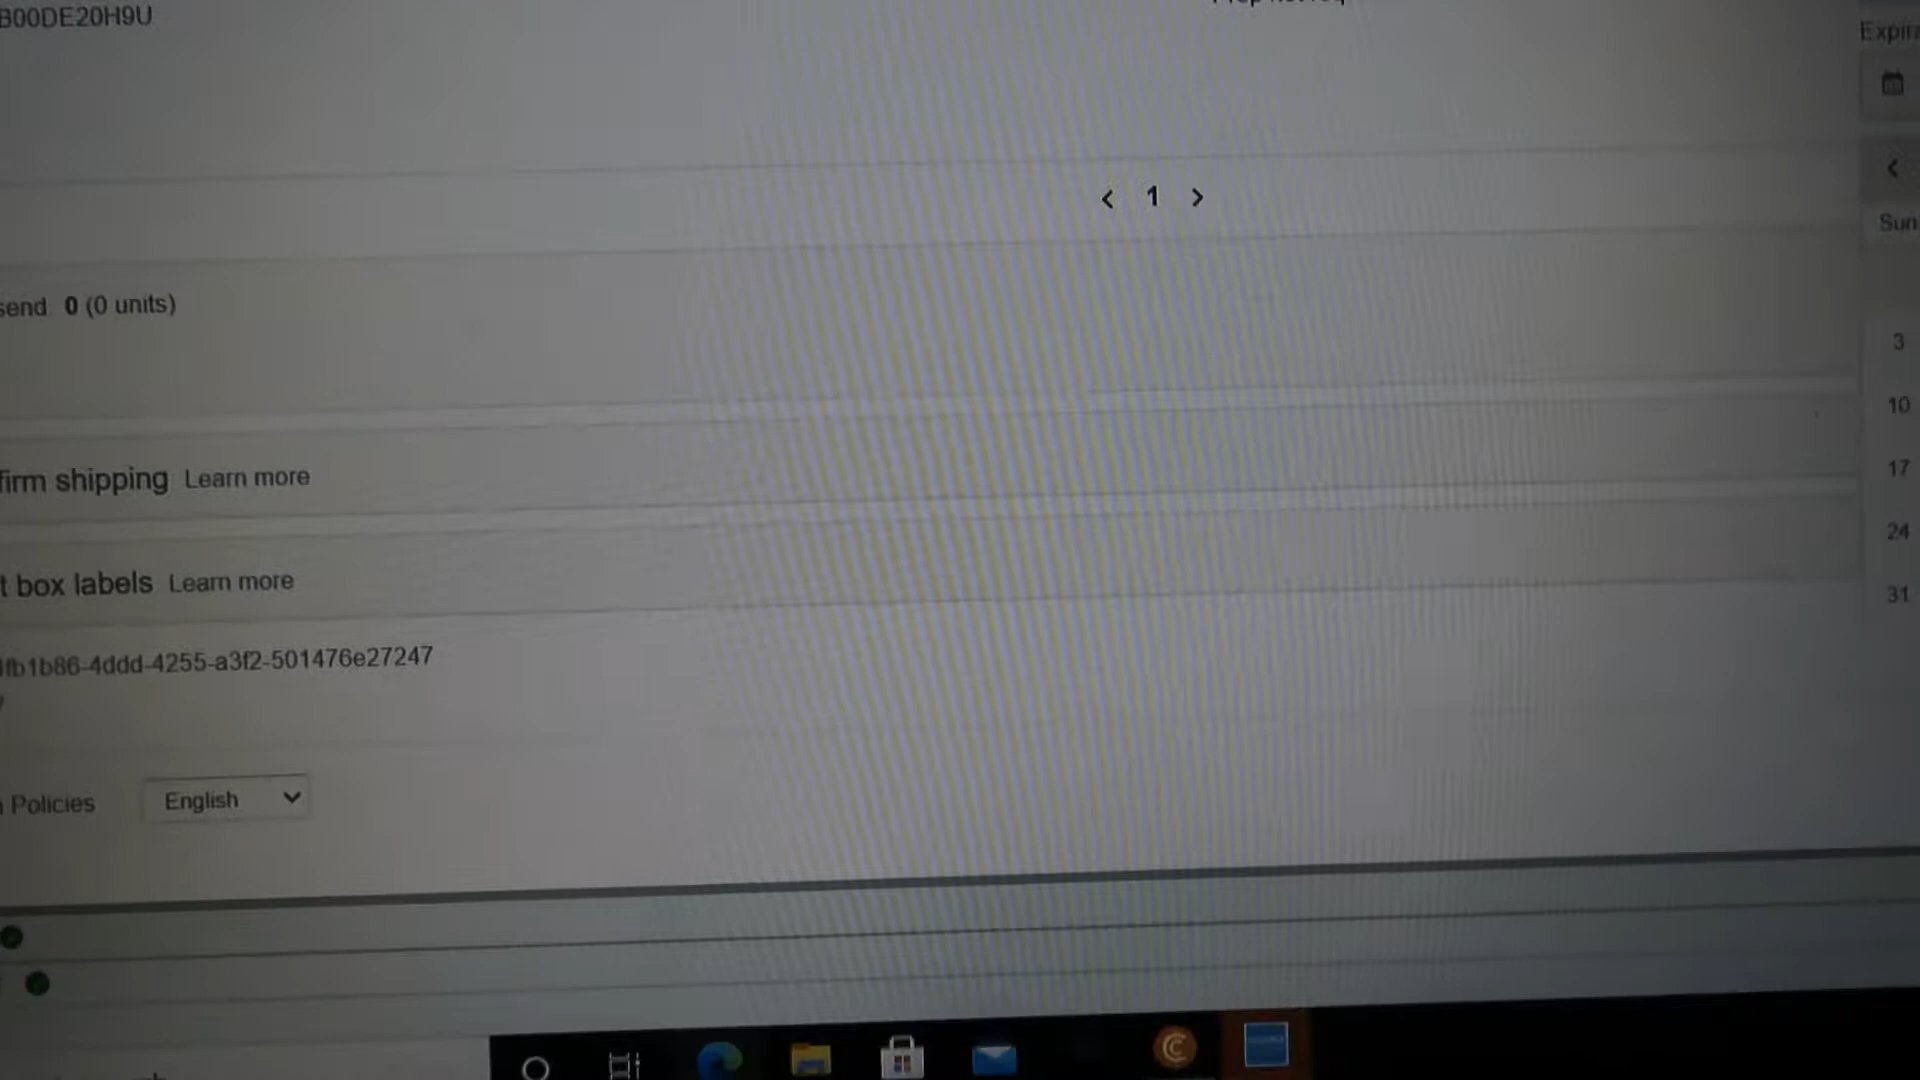 B00DE20H9U
< 1 >
Sun
send 0 (0 units)
3
10
firm shipping Learn more
17
24
t box labels Learn more
31
fb1b86-4ddd-4255-a3f2-501476e27247
Policies English